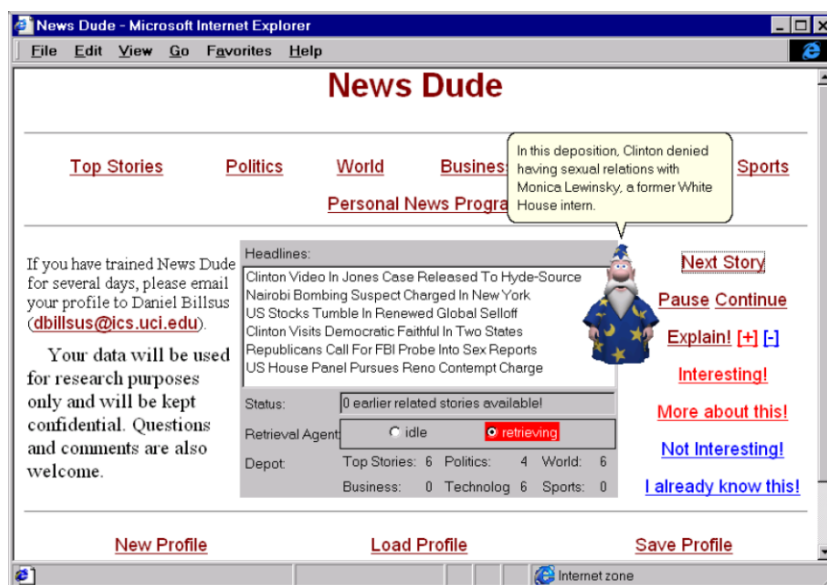 News Dude - Microsoft Internet Explorer
File Edit View Go Favorites Help
News Dude
Top Stories Politics World Business Sports
Personal News
In this deposition, Clinton denied
having sexual relations with
Monica Lewinsky, a former White
House intern.
If you have trained News Dude
for several days, please email
your profile to Daniel Billsus
(dbillsus@ics.uci.edu).
Your data will be used
for research purposes
only and will be kept
confidential. Questions
and comments are also
welcome.
Headlines:
Clinton Video In Jones Case Released To Hyde-Source
Nairobi Bombing Suspect Charged In New York
US Stocks Tumble In Renewed Global Selloff
Clinton Visits Democratic Faithful In Two States
Republicans Call For FBI Probe Into Sex Reports
US House Panel Pursues Reno Contempt Charge
Status: 0 earlier related stories available!
Retrieval Agent idle retrieving
Depot: Top Stories: 6 Politics: 4 World: 6
Business: 0 Technolog 6 Sports: 0
Next Story
Pause Continue
Explain! [+] [-]
Interesting!
More about this!
Not Interesting!
I already know this!
New Profile Load Profile Save Profile
Internet zone